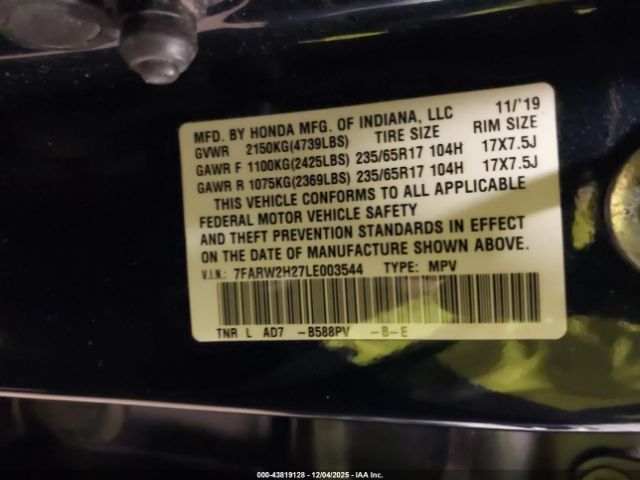 MFD. BY HONDA MFG. OF INDIANA, LLC 11/'19
GVWR 2150KG(4739LBS) TIRE SIZE RIM SIZE
GAWR F 1100KG(2425LBS) 235/65R17 104H 17X7.5J
GAWR R 1075KG(2369LBS) 235/65R17 104H 17X7.5J
THIS VEHICLE CONFORMS TO ALL APPLICABLE
FEDERAL MOTOR VEHICLE SAFETY
AND THEFT PREVENTION STANDARDS IN EFFECT
ON THE DATE OF MANUFACTURE SHOWN ABOVE.
V.I.N.: 7FARW2H27LE003544 TYPE: MPV
TNR L AD7 -B588PV -B-E
000-43819128 - 12/04/2025 - IAA Inc.